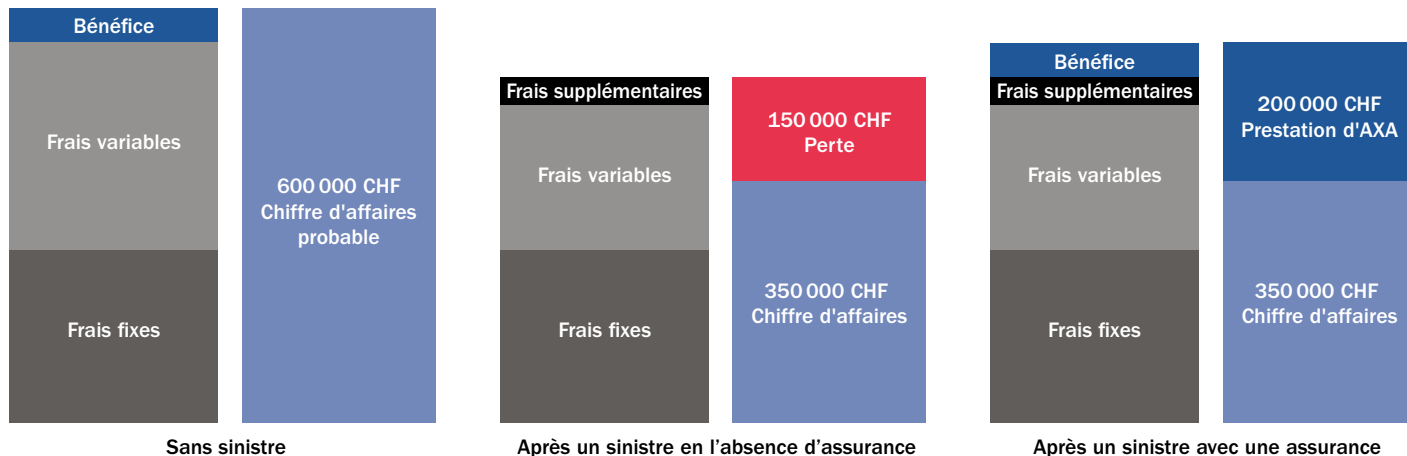 Bénéfice
Frais variables
Frais fixes
600 000 CHF
Chiffre d'affaires
probable
Sans sinistre
Frais supplémentaires
Frais variables
Frais fixes
150 000 CHF
Perte
350 000 CHF
Chiffre d'affaires
Après un sinistre en l’absence d’assurance
Bénéfice
Frais supplémentaires
Frais variables
Frais fixes
200 000 CHF
Prestation d'AXA
350 000 CHF
Chiffre d'affaires
Après un sinistre avec une assurance